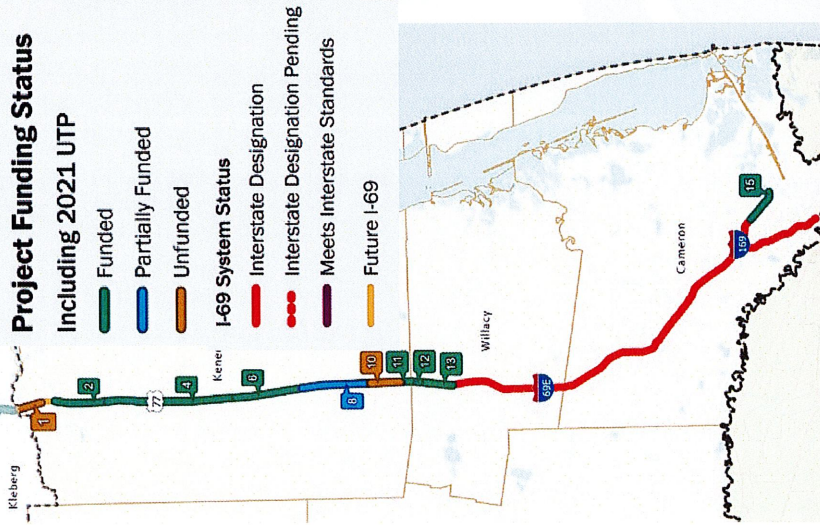 Project Funding Status
Including 2021 UTP
Funded
Partially Funded
Unfunded
I-69 System Status
Interstate Designation
Interstate Designation Pending
Meets Interstate Standards
Future I-69
Kleberg
1
2
77
4
Kene
6
8
10
11
12
13
Willacy
69E
Cameron
169
15